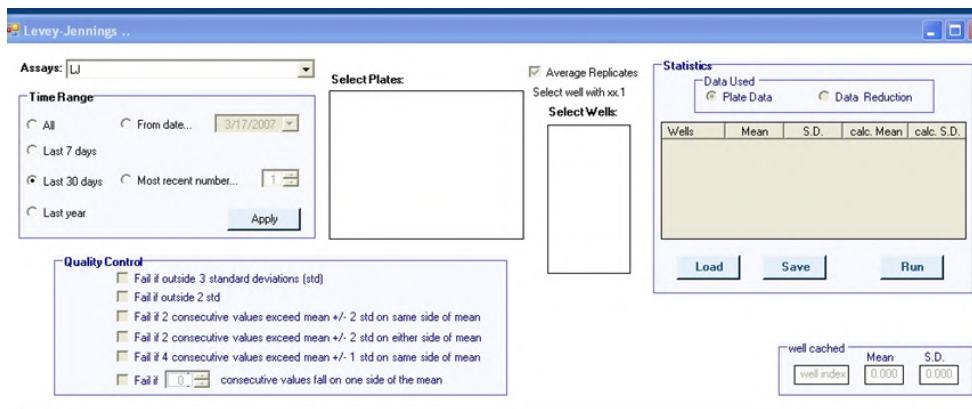 Levey-Jennings ..
Assays: LJ
Time Range
All
From date... 3/17/2007
Last 7 days
Last 30 days
Most recent number... 1
Last year
Apply
Select Plates:
Average Replicates
Select well with xx.1
Select Wells:
Statistics
Data Used
Plate Data Data Reduction
Wells Mean S.D. calc. Mean calc. S.D.
Load Save Run
Quality Control
Fail if outside 3 standard deviations (std)
Fail if outside 2 std
Fail if 2 consecutive values exceed mean +/- 2 std on same side of mean
Fail if 2 consecutive values exceed mean +/- 2 std on either side of mean
Fail if 4 consecutive values exceed mean +/- 1 std on same side of mean
Fail if 0 consecutive values fall on one side of the mean
well cached Mean S.D.
well index 0.000 0.000